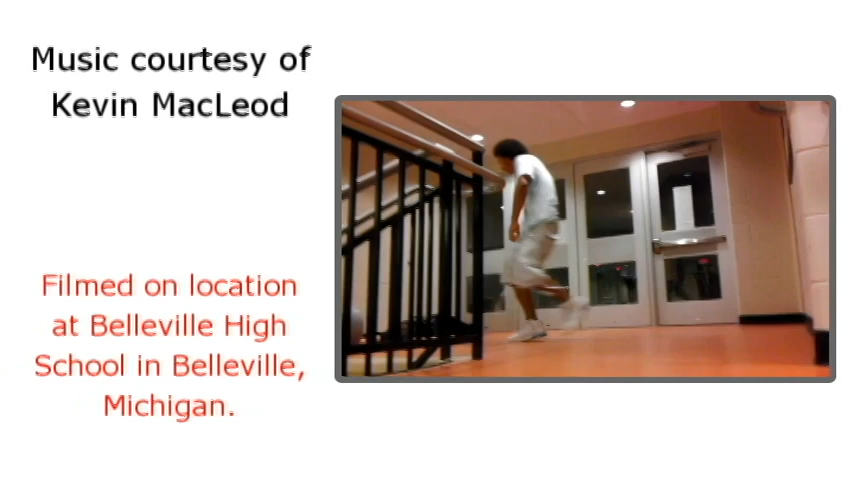 Music courtesy of
Kevin MacLeod
Filmed on location
at Belleville High
School in Belleville,
Michigan.